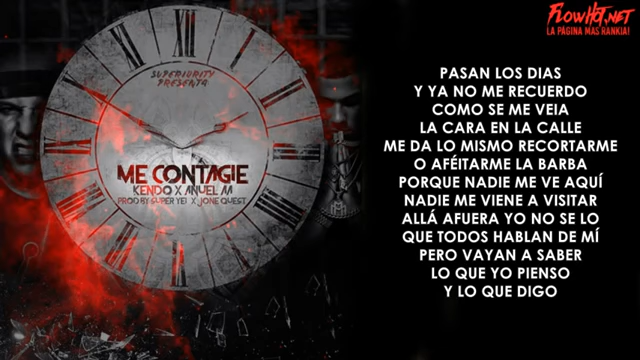 FLOWHOT.NET
LA PÁGINA MAS RANKIA!
SUPERIORITY
PRESENTA
ME CONTAGIE
KENDO X ANUEL AA
PROD BY SUPER YEI X JONE QUEST
PASAN LOS DIAS
Y YA NO ME RECUERDO
COMO SE ME VEIA
LA CARA EN LA CALLE
ME DA LO MISMO RECORTARME
O AFÉITARME LA BARBA
PORQUE NADIE ME VE AQUÍ
NADIE ME VIENE A VISITAR
ALLÁ AFUERA YO NO SE LO
QUE TODOS HABLAN DE MÍ
PERO VAYAN A SABER
LO QUE YO PIENSO
Y LO QUE DIGO